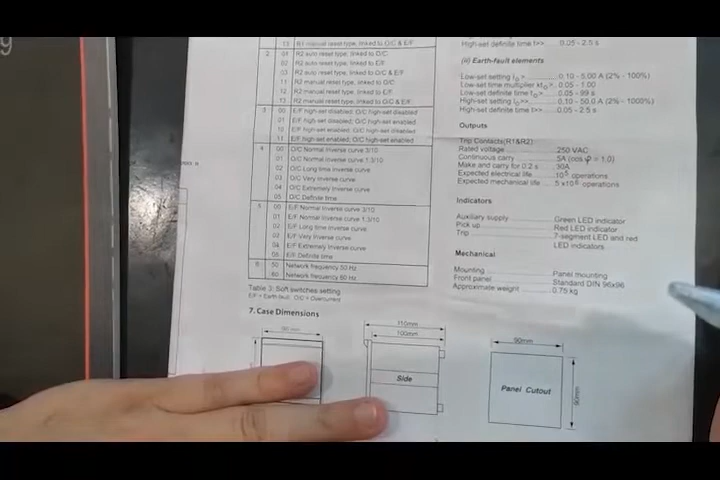 9
13 R1 manual reset type, linked to O/C & E/F
2 01 R2 auto reset type, linked to O/C
02 R2 auto reset type, linked to E/F
03 R2 auto reset type, linked to O/C & E/F
11 R2 manual reset type, linked to O/C
12 R2 manual reset type, linked to E/F
13 R2 manual reset type, linked to O/C & E/F
3 00 E/F high-set disabled; O/C high-set disabled
01 E/F high-set disabled; O/C high-set enabled
10 E/F high-set enabled; O/C high-set disabled
11 E/F high-set enabled; O/C high-set enabled
4 00 O/C Normal Inverse curve 3/10
01 O/C Normal Inverse curve 1.3/10
02 O/C Long time Inverse curve
03 O/C Very Inverse curve
04 O/C Extremely Inverse curve
05 O/C Definite time
5 00 E/F Normal Inverse curve 3/10
01 E/F Normal Inverse curve 1.3/10
02 E/F Long time Inverse curve
03 E/F Very Inverse curve
04 E/F Extremely Inverse curve
05 E/F Definite time
6 50 Network frequency 50 Hz
60 Network frequency 60 Hz
Table 3: Soft switches setting
E/F = Earth-fault O/C = Overcurrent
7. Case Dimensions
96 mm
110mm
100mm
Side
High-set definite time t>> 0.05 - 2.5 s
(ii) Earth-fault elements
Low-set setting Io> 0.10 - 5.00 A (2% - 100%)
Low-set time multiplier kto> 0.05 - 1.00
Low-set definite time to> 0.05 - 99 s
High-set setting Io>> 0.10 - 50.0 A (2% - 1000%)
High-set definite time to>> 0.05 - 2.5 s
Outputs
Trip Contacts(R1&R2)
Rated voltage 250 VAC
Continuous carry 5A (cos φ = 1.0)
Make and carry for 0.2 s 30A
Expected electrical life 10⁵ operations
Expected mechanical life 5 x10⁶ operations
Indicators
Auxiliary supply Green LED indicator
Pick up Red LED indicator
Trip 7-segment LED and red
LED indicators
Mechanical
Mounting Panel mounting
Front panel Standard DIN 96x96
Approximate weight 0.75 kg
90mm
Panel Cutout
90mm